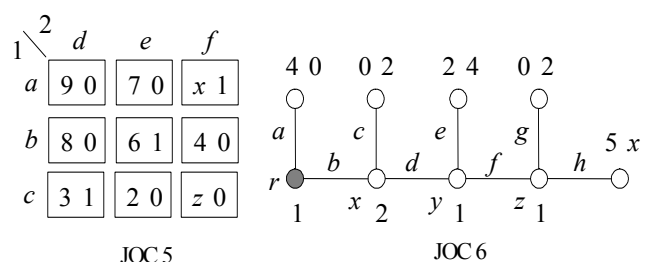 2
1 d e f
a 9 0 7 0 x 1
b 8 0 6 1 4 0
c 3 1 2 0 z 0
JOC 5
4 0 0 2 2 4 0 2
a c e g 5 x
r b d f h
1 x 2 y 1 z 1
JOC 6